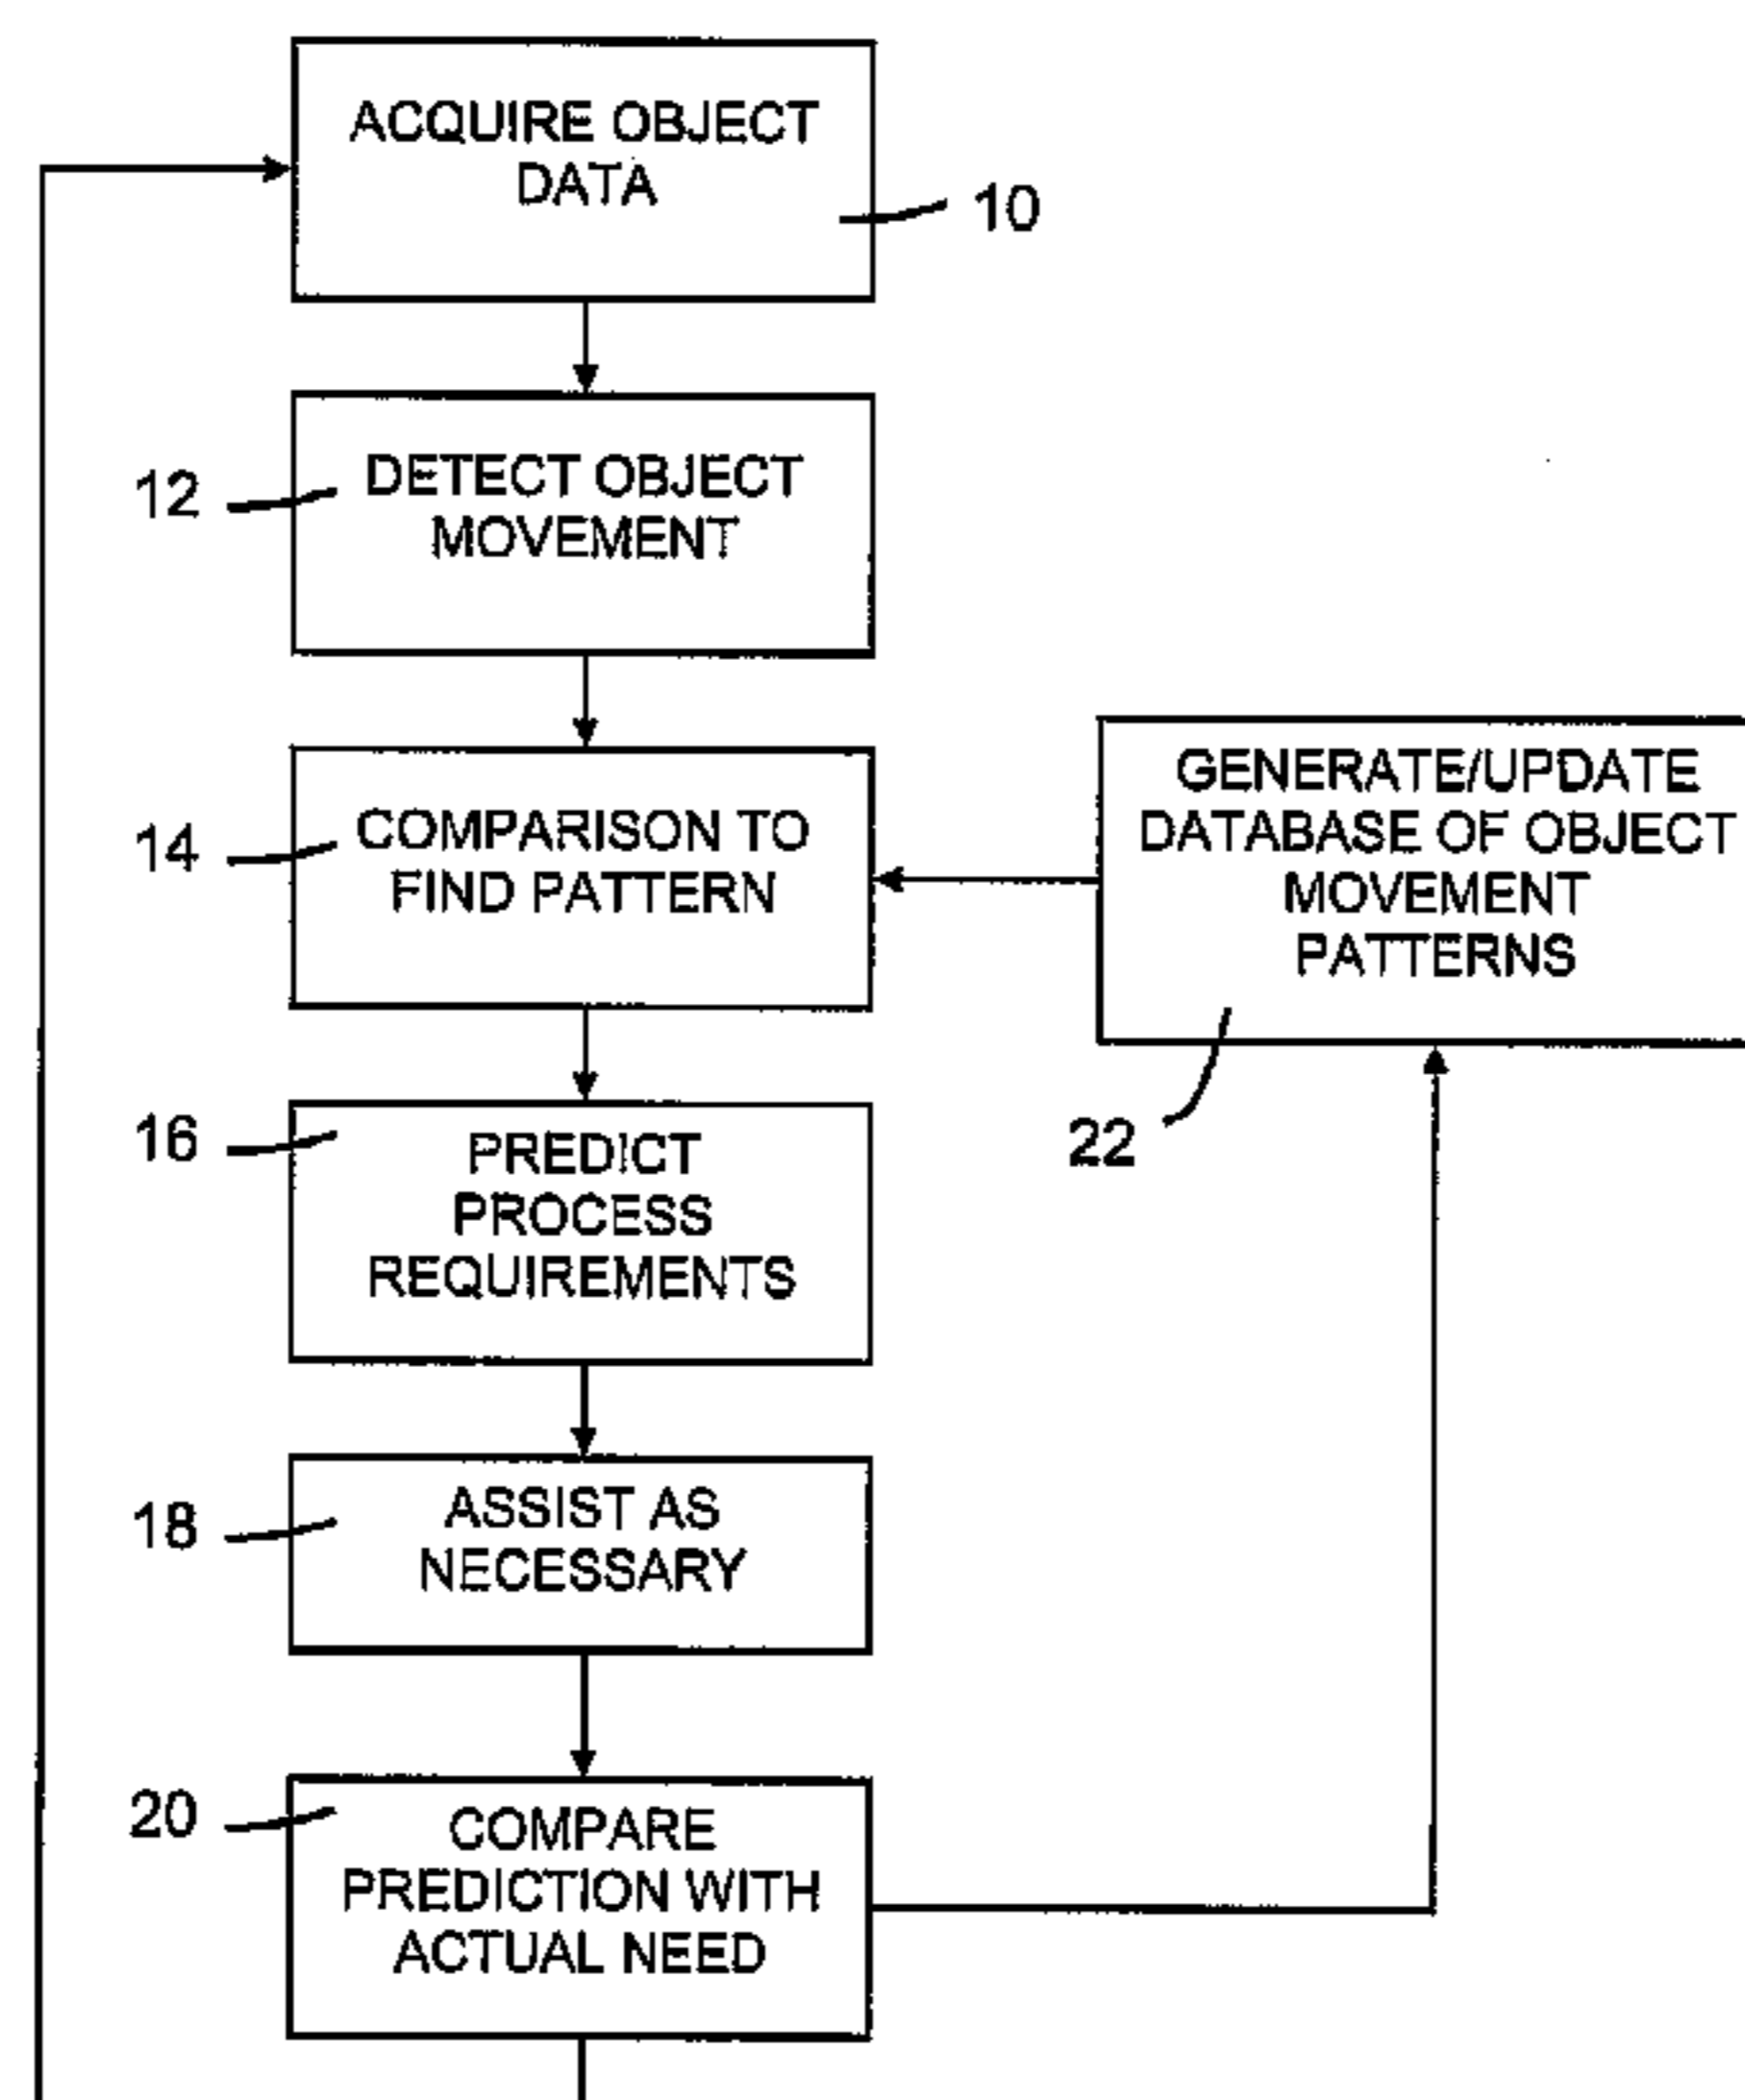 ACQUIRE OBJECT
DATA
10
12
DETECT OBJECT
MOVEMENT
14
COMPARISON TO
FIND PATTERN
GENERATE/UPDATE
DATABASE OF OBJECT
MOVEMENT
PATTERNS
22
16
PREDICT
PROCESS
REQUIREMENTS
18
ASSIST AS
NECESSARY
20
COMPARE
PREDICTION WITH
ACTUAL NEED